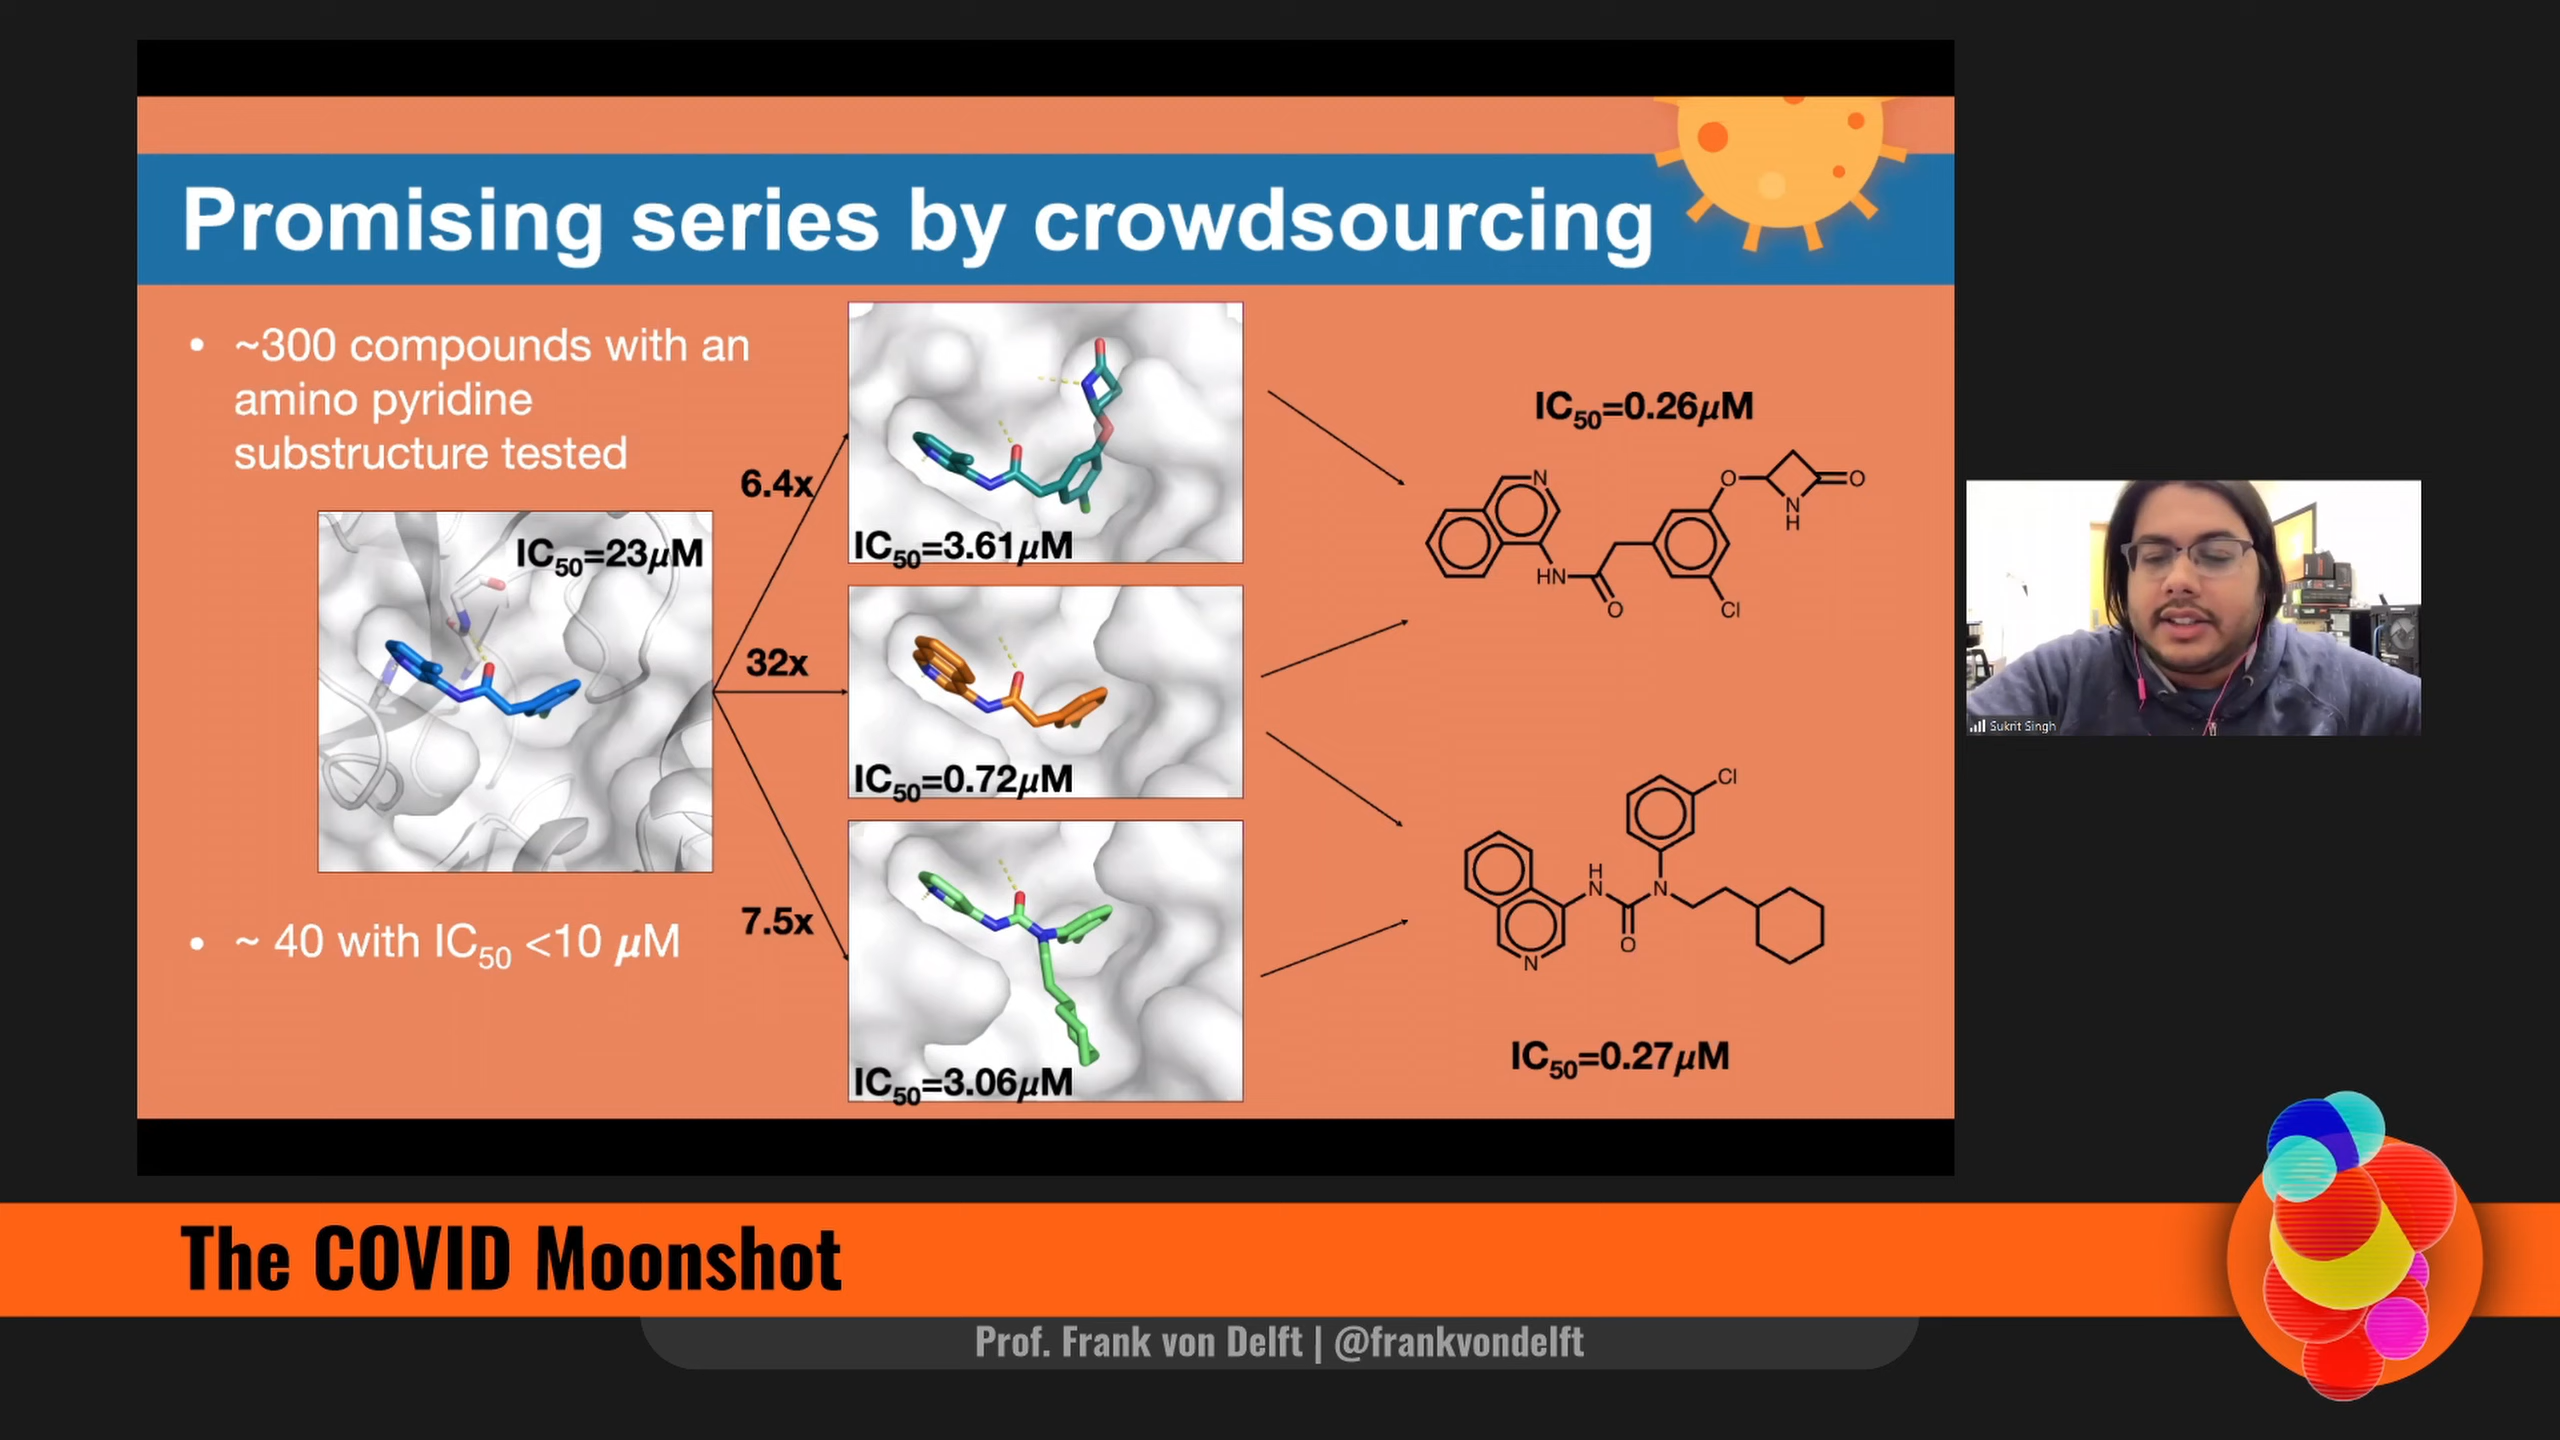 Promising series by crowdsourcing
• ~300 compounds with an
amino pyridine
substructure tested
IC50=23μM
• ~ 40 with IC50 <10 μM
6.4x
32x
7.5x
IC50=3.61μM
IC50=0.72μM
IC50=3.06μM
IC50=0.26μM
N
O
O
N
H
HN
O
Cl
Cl
H
N
N
O
N
IC50=0.27μM
Sukrit Singh
The COVID Moonshot
Prof. Frank von Delft | @frankvondelft